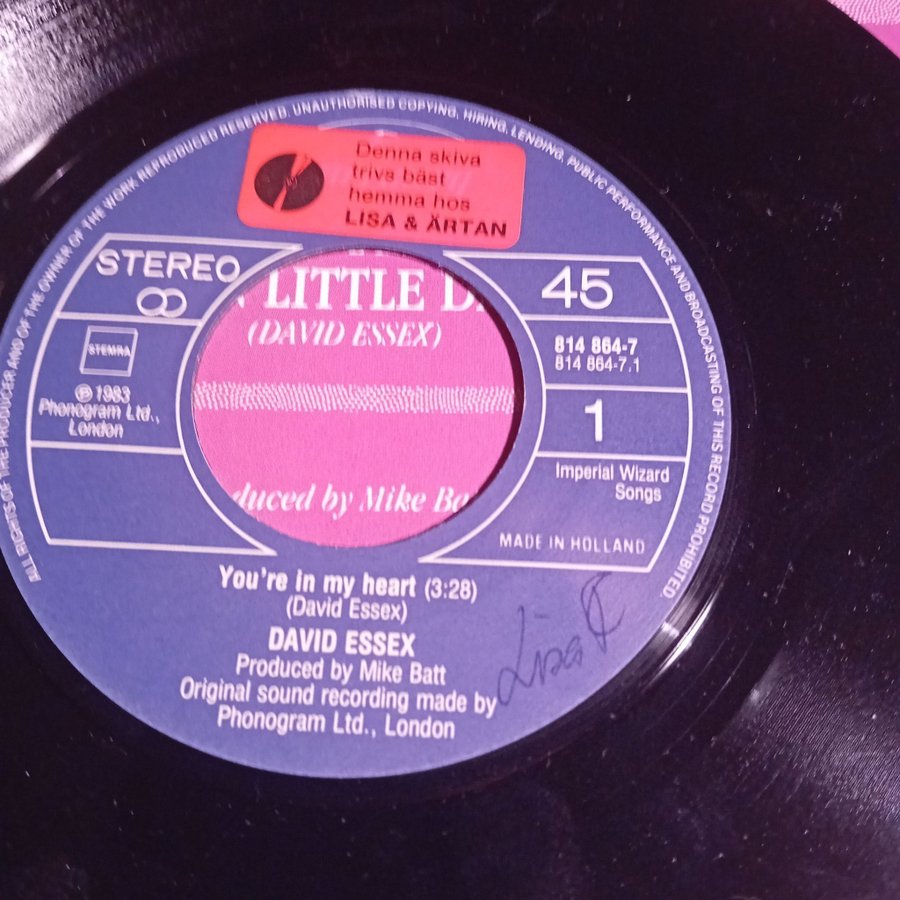 ALL RIGHTS OF THE PRODUCER AND OF THE OWNER OF THE WORK REPRODUCED RESERVED. UNAUTHORISED COPYING, HIRING, LENDING, PUBLIC PERFORMANCE AND BROADCASTING OF THIS RECORD PROHIBITED
Denna skiva
trivs bäst
hemma hos
LISA & ÄRTAN
STEREO
45
LITTLE
(DAVID ESSEX)
STEMRA
814 864-7
814 864-7.1
℗ 1983
Phonogram Ltd.,
London
1
Imperial Wizard
Songs
by Mike
MADE IN HOLLAND
You're in my heart (3:28)
(David Essex)
DAVID ESSEX
Produced by Mike Batt
Original sound recording made by
Phonogram Ltd., London
Lisa